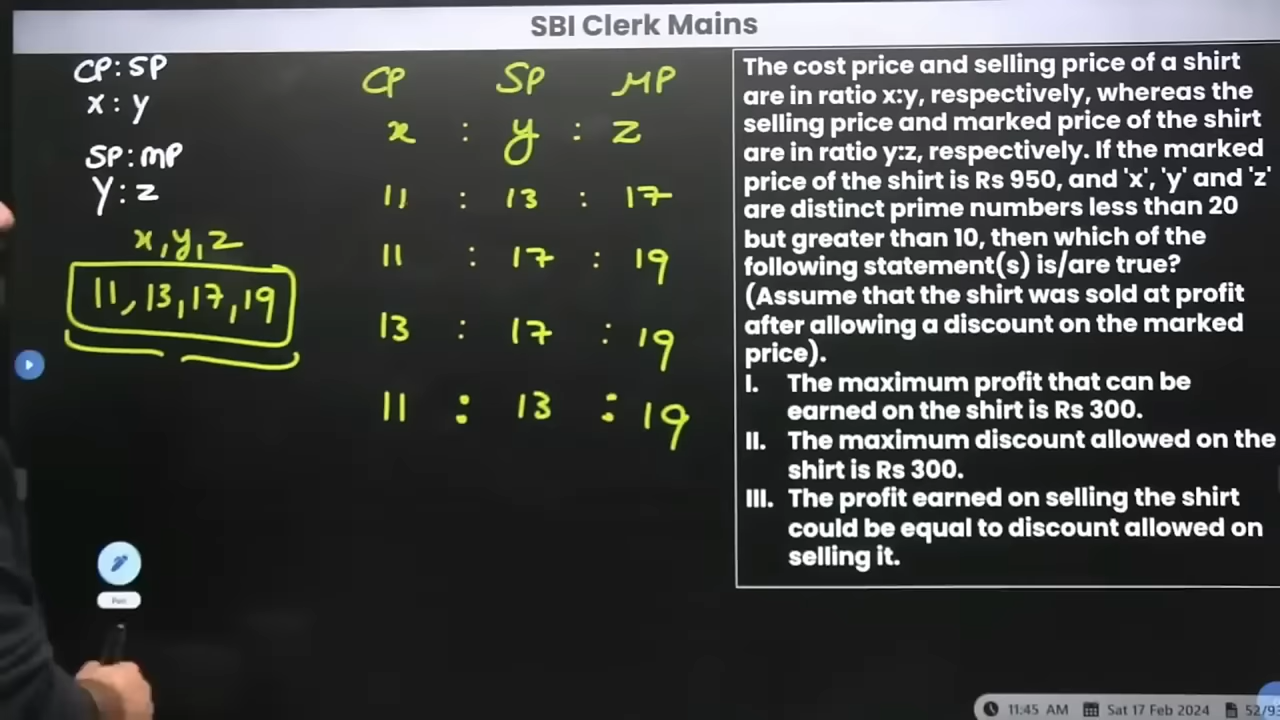 SBI Clerk Mains
CP : SP
x : y
SP : MP
y : z
x, y, z
11, 13, 17, 19
CP SP MP
x : y : z
11 : 13 : 17
11 : 17 : 19
13 : 17 : 19
11 : 13 : 19
The cost price and selling price of a shirt
are in ratio x:y, respectively, whereas the
selling price and marked price of the shirt
are in ratio y:z, respectively. If the marked
price of the shirt is Rs 950, and 'x', 'y' and 'z'
are distinct prime numbers less than 20
but greater than 10, then which of the
following statement(s) is/are true?
(Assume that the shirt was sold at profit
after allowing a discount on the marked
price).
I. The maximum profit that can be
earned on the shirt is Rs 300.
II. The maximum discount allowed on the
shirt is Rs 300.
III. The profit earned on selling the shirt
could be equal to discount allowed on
selling it.
Pen
11:45 AM Sat 17 Feb 2024 52/93